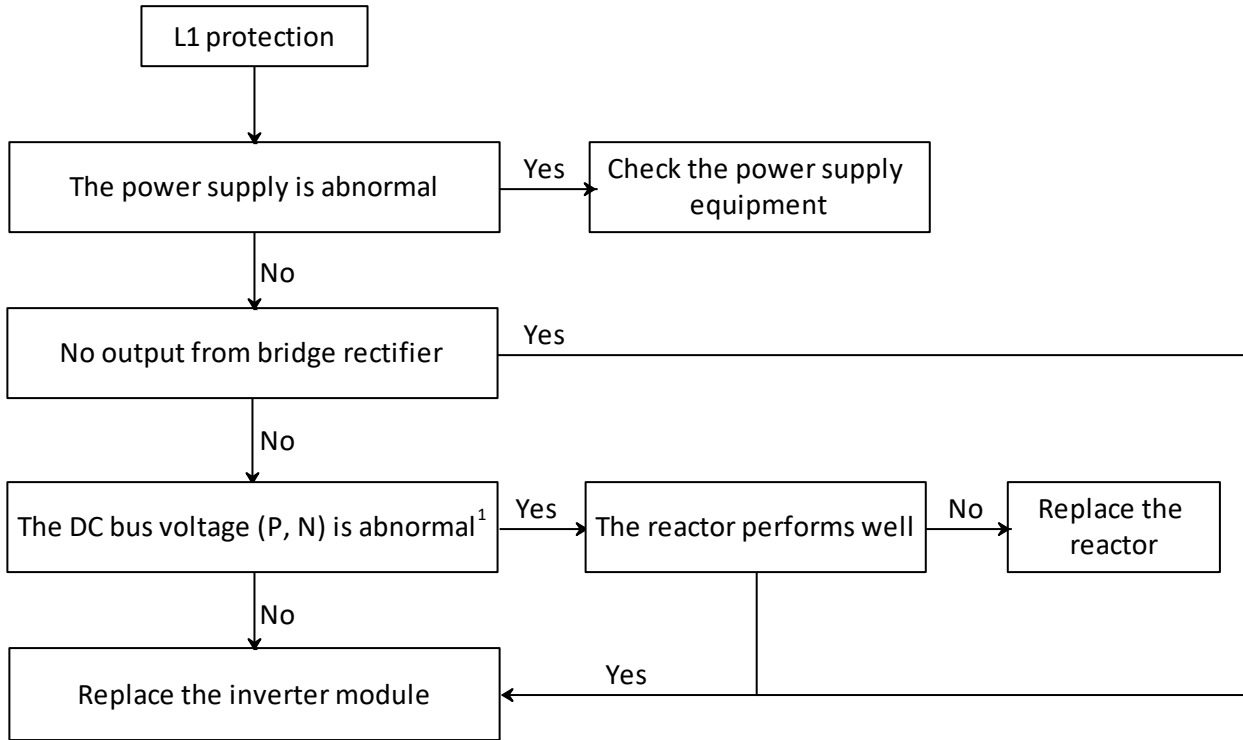 L1 protection
The power supply is abnormal
Yes
Check the power supply
equipment
No
No output from bridge rectifier
Yes
No
The DC bus voltage (P, N) is abnormal1
Yes
The reactor performs well
No
Replace the
reactor
No
Replace the inverter module
Yes